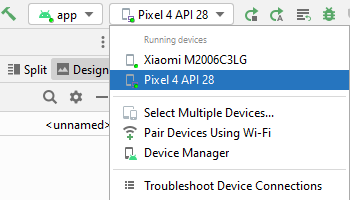 app
Pixel 4 API 28
Running devices
Xiaomi M2006C3LG
Split
Design
Pixel 4 API 28
Select Multiple Devices...
<unnamed>
Pair Devices Using Wi-Fi
Device Manager
Troubleshoot Device Connections